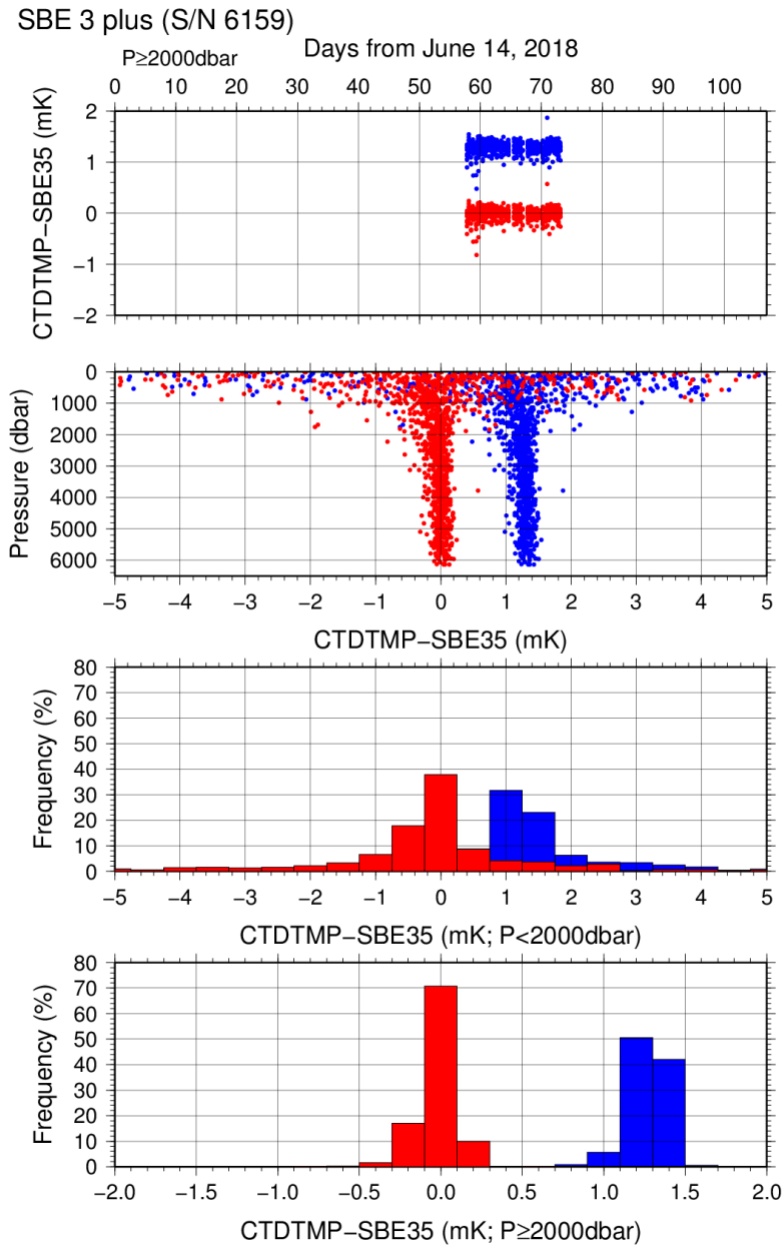 SBE 3 plus (S/N 6159)
P≥2000dbar
Days from June 14, 2018
0 10 20 30 40 50 60 70 80 90 100
CTDTMP−SBE35 (mK)
2
1
0
−1
−2
Pressure (dbar)
0
1000
2000
3000
4000
5000
6000
−5 −4 −3 −2 −1 0 1 2 3 4 5
CTDTMP−SBE35 (mK)
Frequency (%)
80
70
60
50
40
30
20
10
0
−5 −4 −3 −2 −1 0 1 2 3 4 5
CTDTMP−SBE35 (mK; P<2000dbar)
Frequency (%)
80
70
60
50
40
30
20
10
0
−2.0 −1.5 −1.0 −0.5 0.0 0.5 1.0 1.5 2.0
CTDTMP−SBE35 (mK; P≥2000dbar)